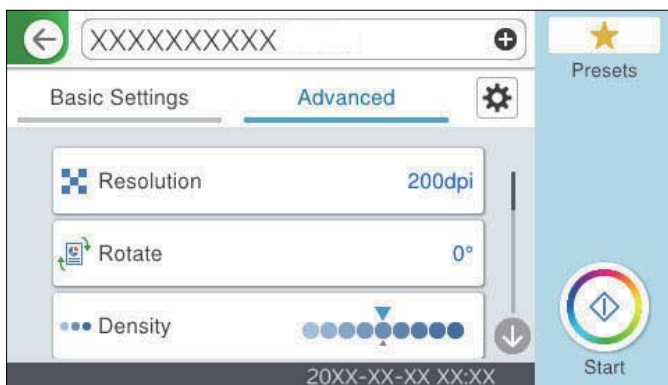 XXXXXXXXXX
Presets
Basic Settings
Advanced
Resolution 200dpi
Rotate 0°
Density
Start
20XX-XX-XX XX:XX